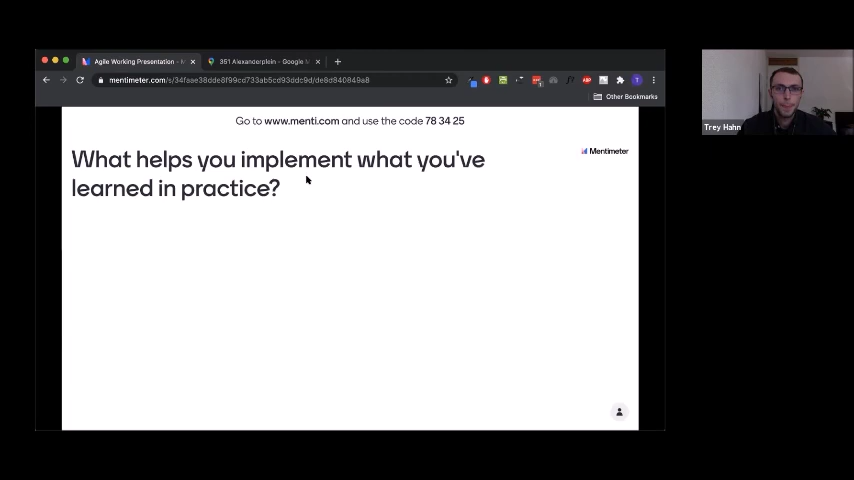 Agile Working Presentation - M
351 Alexanderplein - Google M
mentimeter.com/s/34faae38dde8f99cd733ab5cd93ddc9d/de8d840849a8
Other Bookmarks
Go to www.menti.com and use the code 78 34 25
What helps you implement what you've
learned in practice?
Mentimeter
Trey Hahn